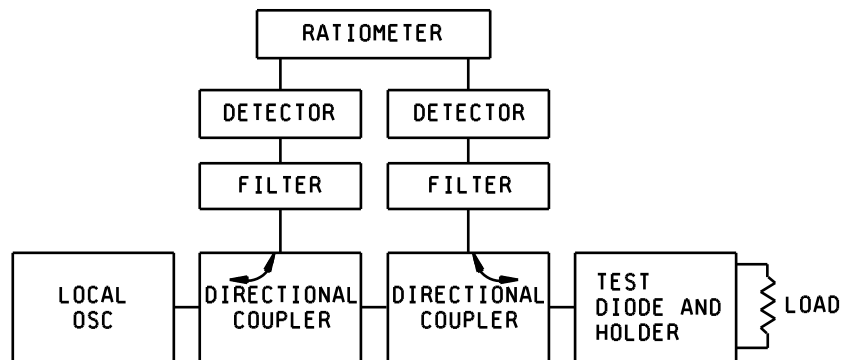 RATIOMETER
DETECTOR
DETECTOR
FILTER
FILTER
LOCAL
OSC
DIRECTIONAL
COUPLER
DIRECTIONAL
COUPLER
TEST
DIODE AND
HOLDER
LOAD